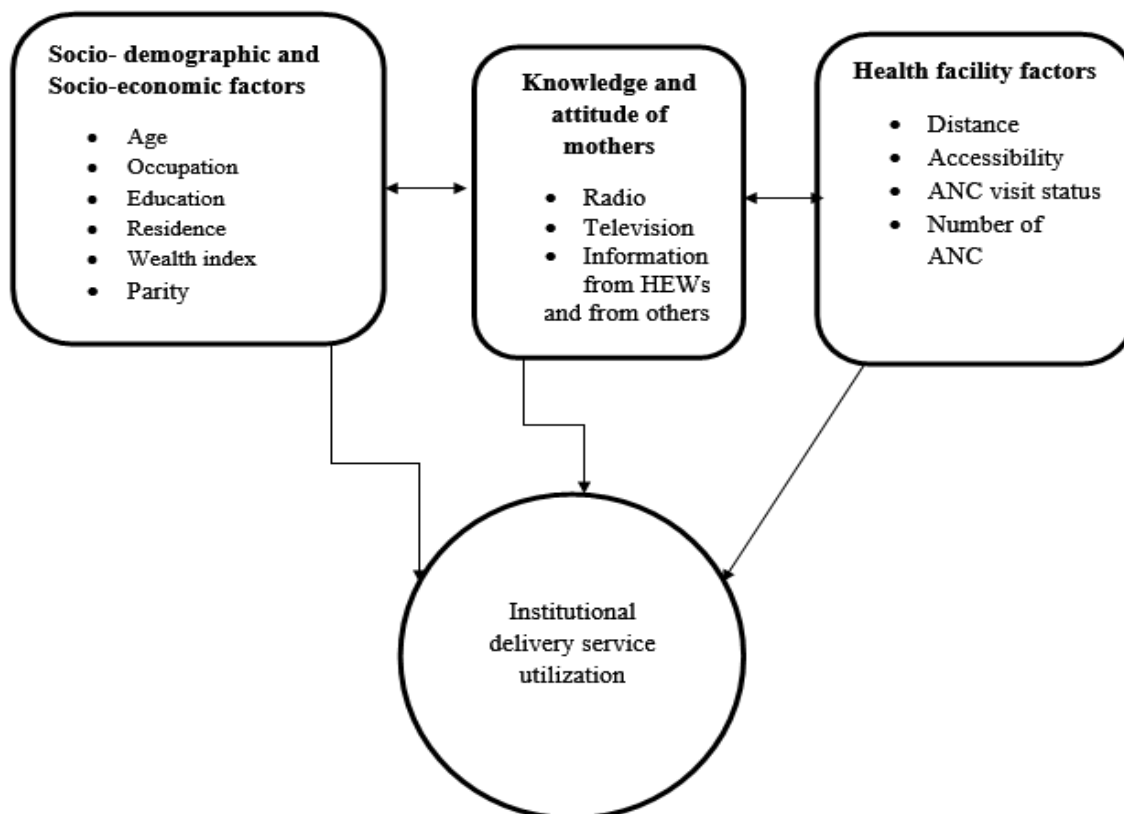 Socio- demographic and
Socio-economic factors
• Age
• Occupation
• Education
• Residence
• Wealth index
• Parity
Knowledge and
attitude of
mothers
• Radio
• Television
• Information
from HEWs
and from others
Health facility factors
• Distance
• Accessibility
• ANC visit status
• Number of
ANC
Institutional
delivery service
utilization